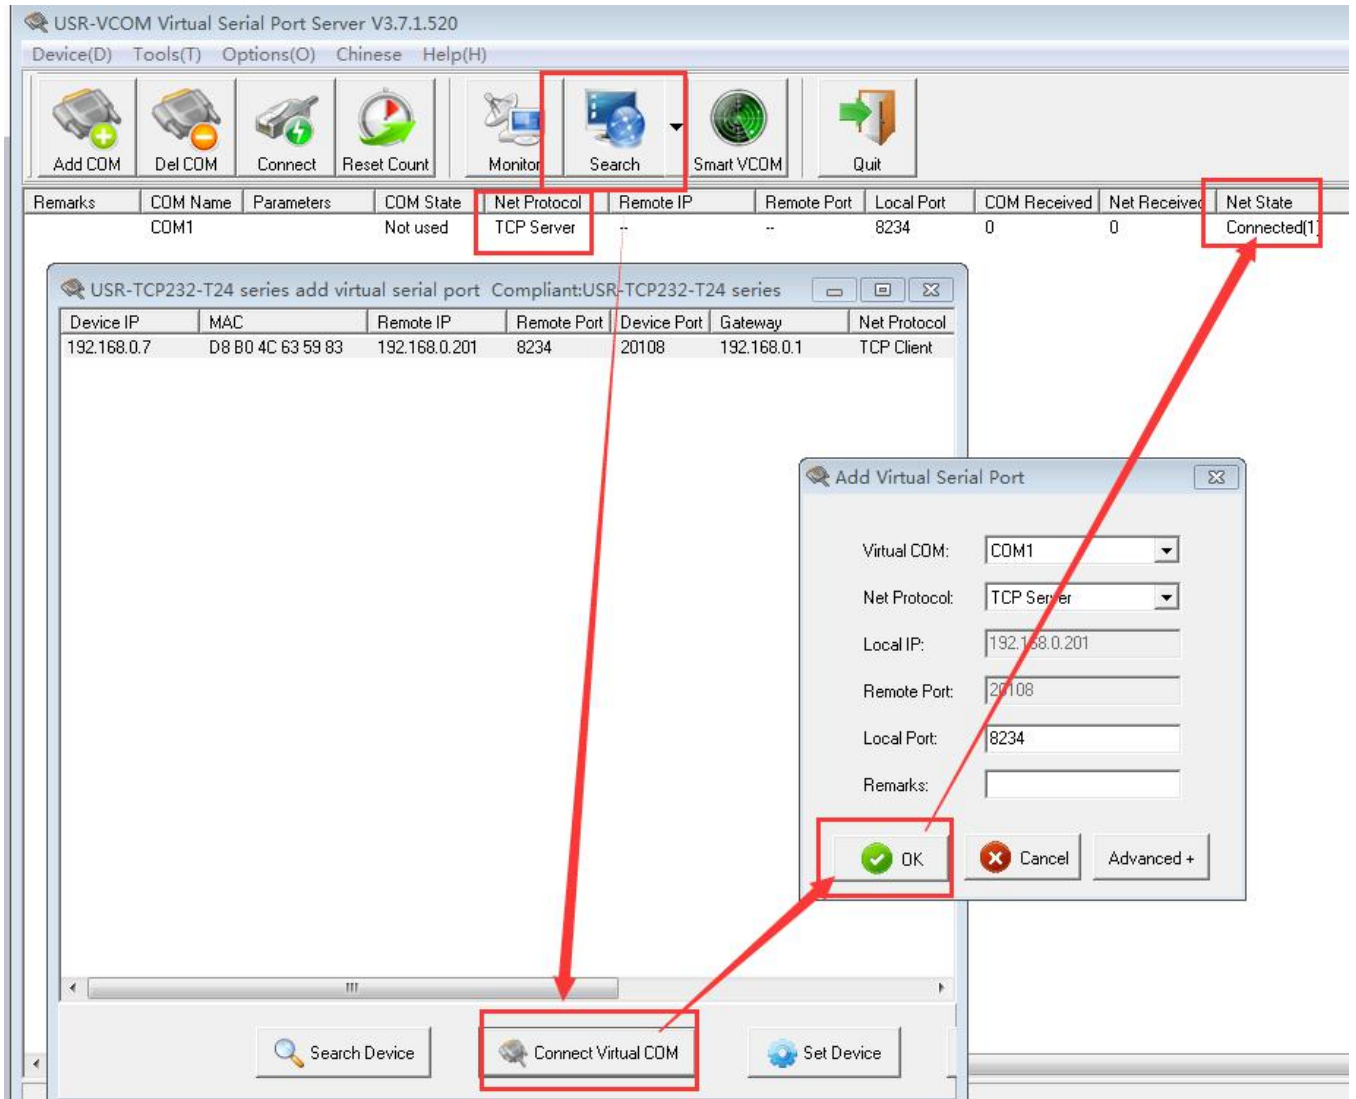 USR-VCOM Virtual Serial Port Server V3.7.1.520
Device(D) Tools(T) Options(O) Chinese Help(H)
Add COM Del COM Connect Reset Count Monitor Search Smart VCOM Quit
Remarks COM Name Parameters COM State Net Protocol Remote IP Remote Port Local Port COM Received Net Received Net State
COM1 Not used TCP Server -- -- 8234 0 0 Connected(1)
USR-TCP232-T24 series add virtual serial port Compliant:USR-TCP232-T24 series
Device IP MAC Remote IP Remote Port Device Port Gateway Net Protocol
192.168.0.7 D8 B0 4C 63 59 83 192.168.0.201 8234 20108 192.168.0.1 TCP Client
Add Virtual Serial Port
Virtual COM: COM1
Net Protocol: TCP Server
Local IP: 192.168.0.201
Remote Port: 20108
Local Port: 8234
Remarks:
OK Cancel Advanced +
Search Device Connect Virtual COM Set Device